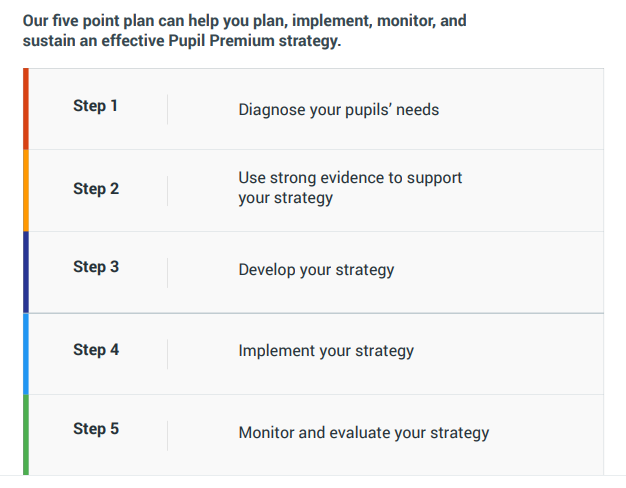 Our five point plan can help you plan, implement, monitor, and
sustain an effective Pupil Premium strategy.
Step 1
Diagnose your pupils’ needs
Step 2
Use strong evidence to support
your strategy
Step 3
Develop your strategy
Step 4
Implement your strategy
Step 5
Monitor and evaluate your strategy